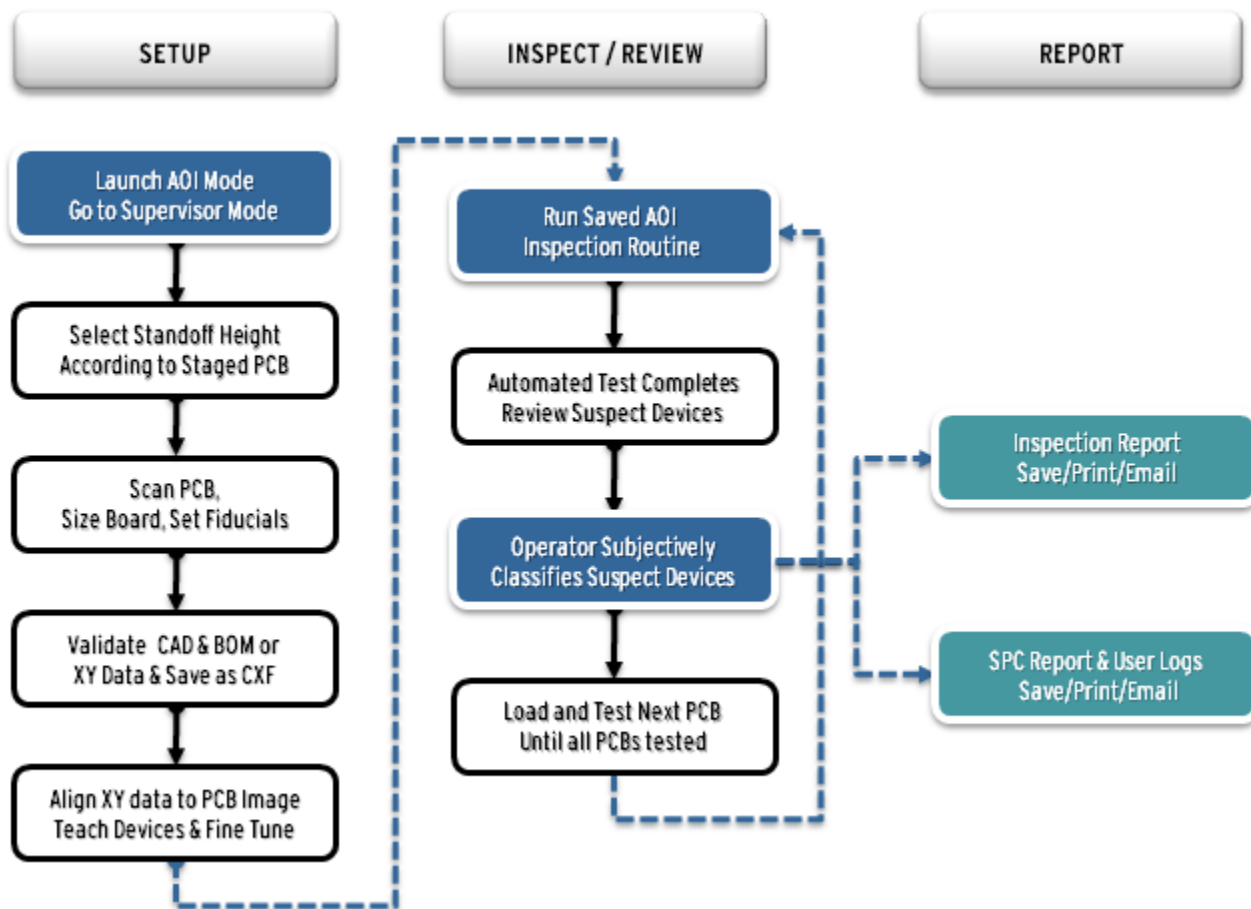 SETUP
INSPECT / REVIEW
REPORT
Launch AOI Mode
Go to Supervisor Mode
Select Standoff Height
According to Staged PCB
Scan PCB,
Size Board, Set Fiducials
Validate CAD & BOM or
XY Data & Save as CXF
Align XY data to PCB Image
Teach Devices & Fine Tune
Run Saved AOI
Inspection Routine
Automated Test Completes
Review Suspect Devices
Operator Subjectively
Classifies Suspect Devices
Load and Test Next PCB
Until all PCBs tested
Inspection Report
Save/Print/Email
SPC Report & User Logs
Save/Print/Email